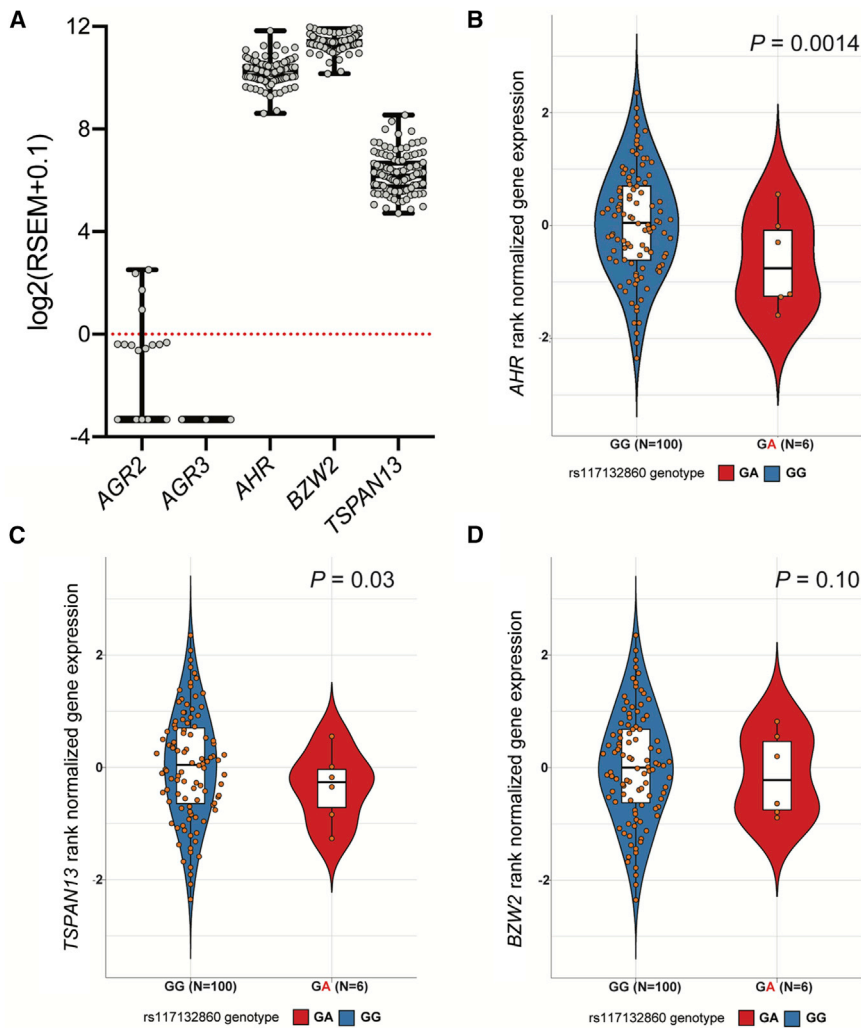 A
12
8
4
0
-4
log2(RSEM+0.1)
AGR2
AGR3
AHR
BZW2
TSPAN13
B
P = 0.0014
2
0
-2
AHR rank normalized gene expression
GG (N=100)
GA (N=6)
rs117132860 genotype GA GG
C
P = 0.03
2
0
-2
TSPAN13 rank normalized gene expression
GG (N=100)
GA (N=6)
rs117132860 genotype GA GG
D
P = 0.10
2
0
-2
BZW2 rank normalized gene expression
GG (N=100)
GA (N=6)
rs117132860 genotype GA GG